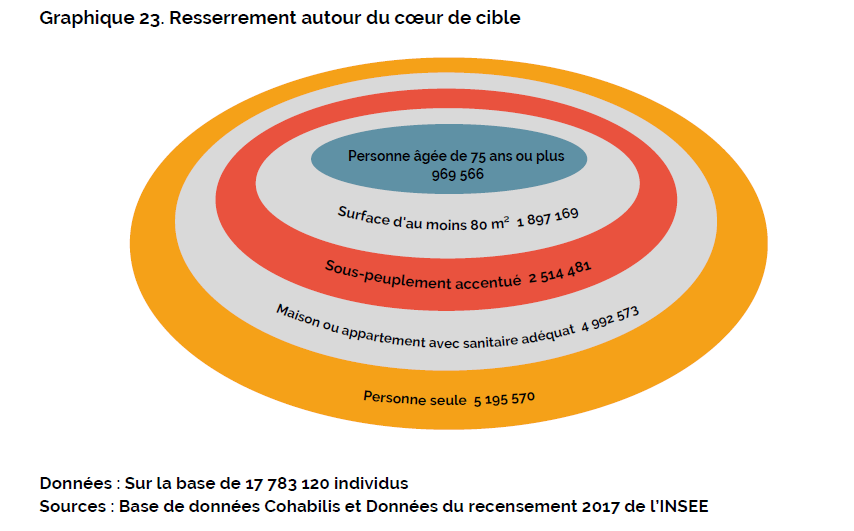 Graphique 23. Resserrement autour du cœur de cible
Personne âgée de 75 ans ou plus
969 566
Surface d'au moins 80 m² 1 897 169
Sous-peuplement accentué 2 514 481
Maison ou appartement avec sanitaire adéquat 4 992 573
Personne seule 5 195 570
Données : Sur la base de 17 783 120 individus
Sources : Base de données Cohabilis et Données du recensement 2017 de l'INSEE